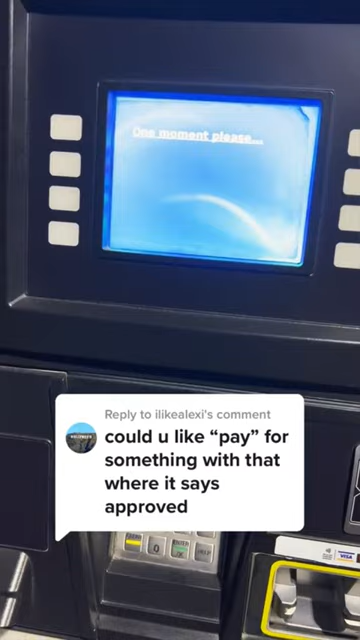 One moment please...
Reply to ilikealexi's comment
could u like “pay” for
something with that
where it says
approved
0
VISA